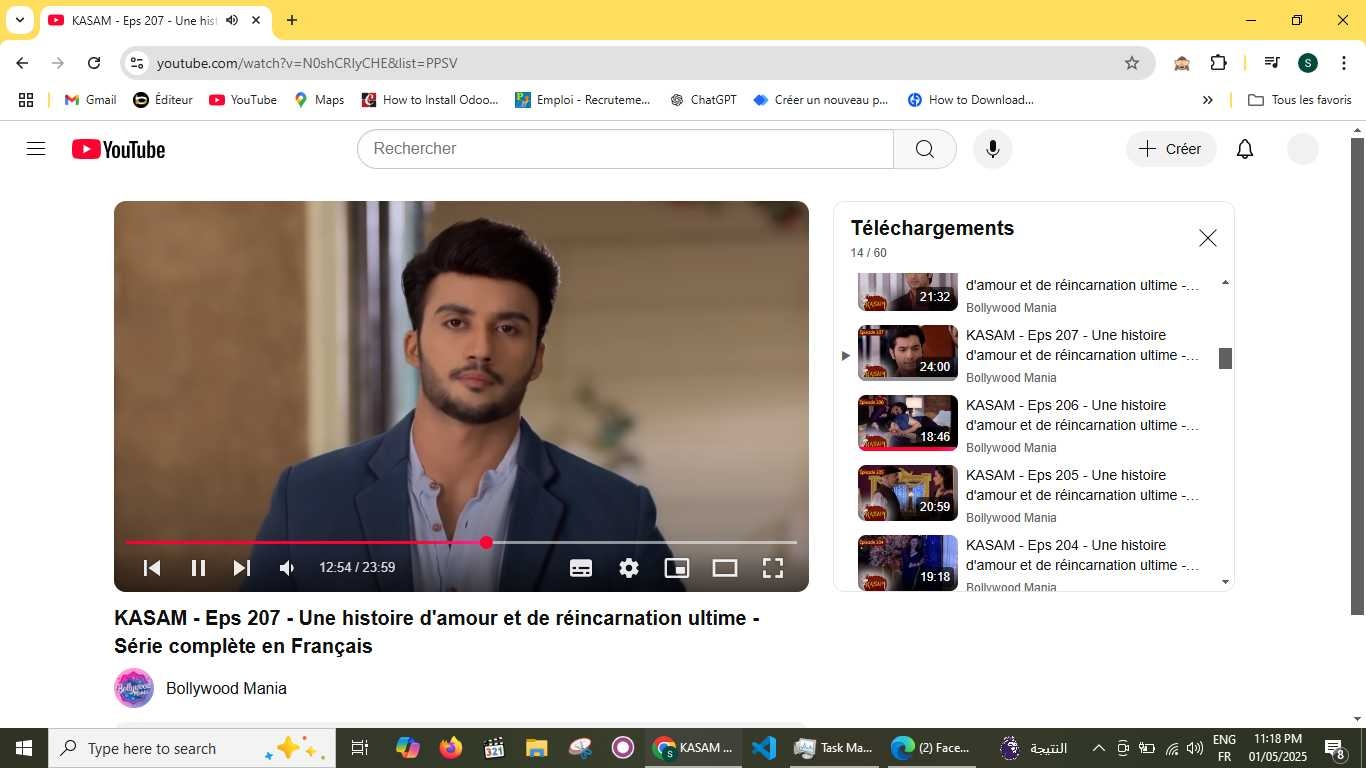 KASAM - Eps 207 - Une hist
youtube.com/watch?v=N0shCRlyCHE&list=PPSV
S
Gmail
Éditeur
YouTube
Maps
How to Install Odoo...
Emploi - Recruteme...
ChatGPT
Créer un nouveau p...
How to Download...
Tous les favoris
YouTube
Rechercher
Créer
12:54 / 23:59
KASAM - Eps 207 - Une histoire d'amour et de réincarnation ultime -
Série complète en Français
Bollywood Mania
Téléchargements
14 / 60
21:32
d'amour et de réincarnation ultime -...
Bollywood Mania
24:00
KASAM - Eps 207 - Une histoire
d'amour et de réincarnation ultime -...
Bollywood Mania
18:46
KASAM - Eps 206 - Une histoire
d'amour et de réincarnation ultime -...
Bollywood Mania
20:59
KASAM - Eps 205 - Une histoire
d'amour et de réincarnation ultime -...
Bollywood Mania
19:18
KASAM - Eps 204 - Une histoire
d'amour et de réincarnation ultime -...
Bollywood Mania
Type here to search
KASAM ...
Task Ma...
(2) Face...
النتيجة
ENG
FR
11:18 PM
01/05/2025
8